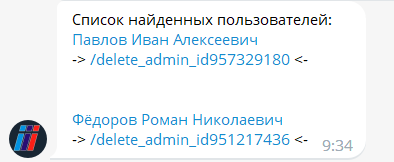 Список найденных пользователей:
Павлов Иван Алексеевич
-> /delete_admin_id957329180 <-
Фёдоров Роман Николаевич
-> /delete_admin_id951217436 <-
9:34